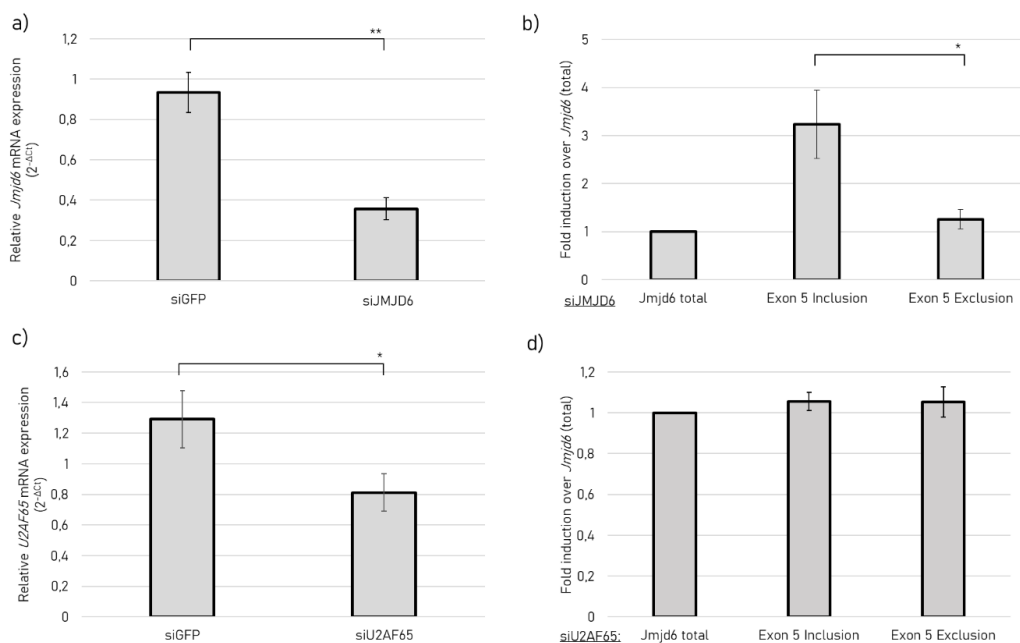 a)
1,2
1
0,8
0,6
0,4
0,2
0
Relative Jmjd6 mRNA expression
(2-ΔCt)
**
siGFP
siJMJD6
b)
5
4
3
2
1
0
Fold induction over Jmjd6 (total)
*
siJMJD6
Jmjd6 total
Exon 5 Inclusion
Exon 5 Exclusion
c)
1,6
1,4
1,2
1
0,8
0,6
0,4
0,2
0
Relative U2AF65 mRNA expression
(2-ΔCt)
*
siGFP
siU2AF65
d)
1,2
1
0,8
0,6
0,4
0,2
0
Fold induction over Jmjd6 (total)
siU2AF65:
Jmjd6 total
Exon 5 Inclusion
Exon 5 Exclusion